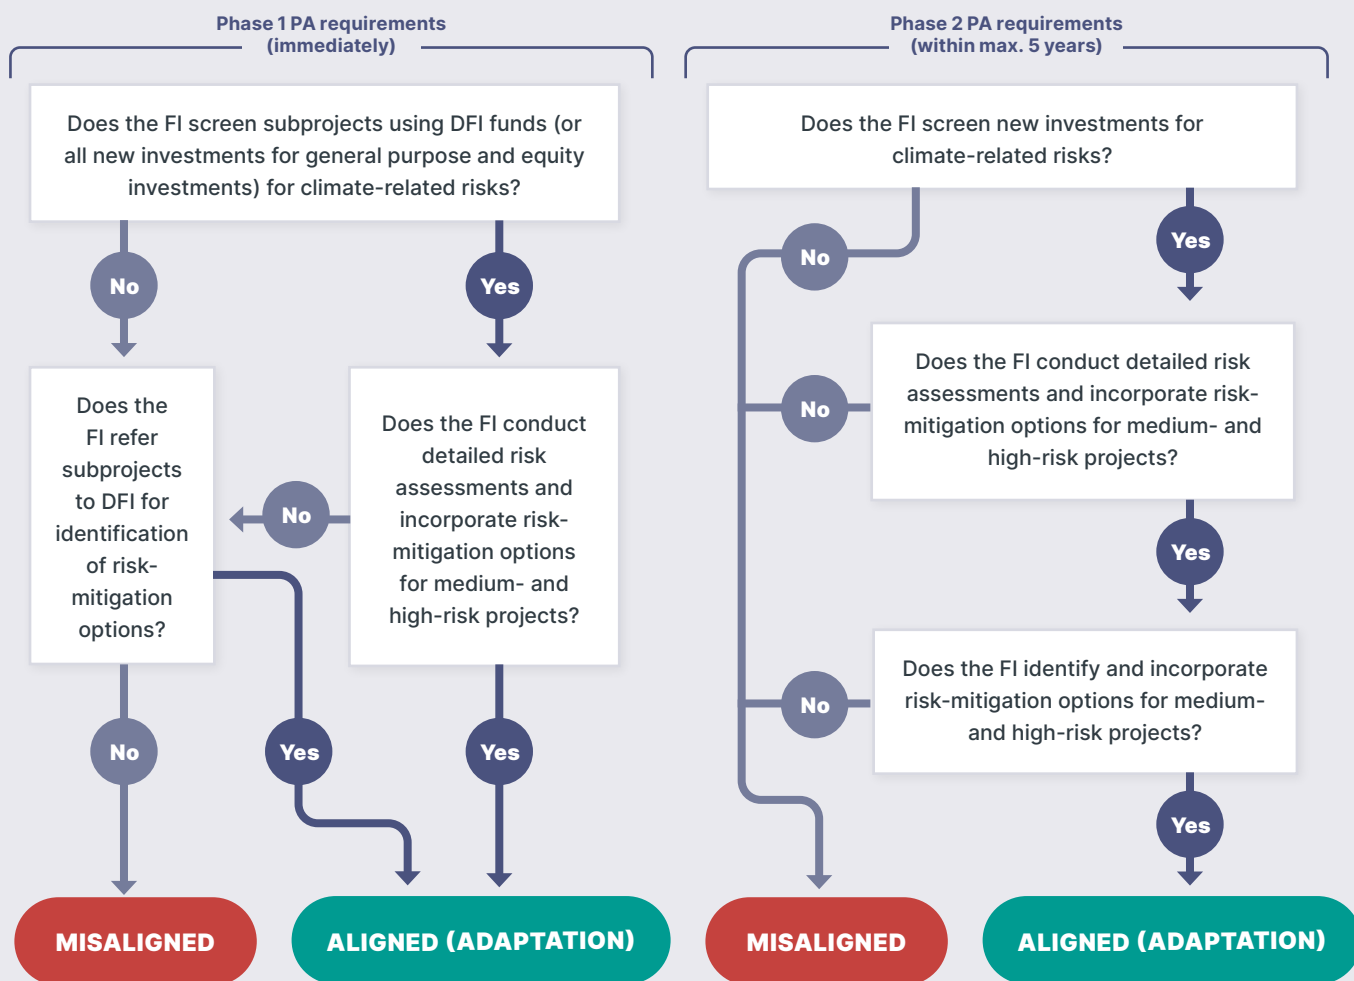 Phase 1 PA requirements
(immediately)
Does the FI screen subprojects using DFI funds (or
all new investments for general purpose and equity
investments) for climate-related risks?
No
Yes
Does the
FI refer
subprojects
to DFI for
identification
of risk-
mitigation
options?
No
Does the FI conduct
detailed risk
assessments and
incorporate risk-
mitigation options
for medium- and
high-risk projects?
No
Yes
Yes
MISALIGNED
ALIGNED (ADAPTATION)
Phase 2 PA requirements
(within max. 5 years)
Does the FI screen new investments for
climate-related risks?
No
Yes
Does the FI conduct detailed risk
assessments and incorporate risk-
mitigation options for medium- and
high-risk projects?
No
Yes
Does the FI identify and incorporate
risk-mitigation options for medium-
and high-risk projects?
No
Yes
MISALIGNED
ALIGNED (ADAPTATION)